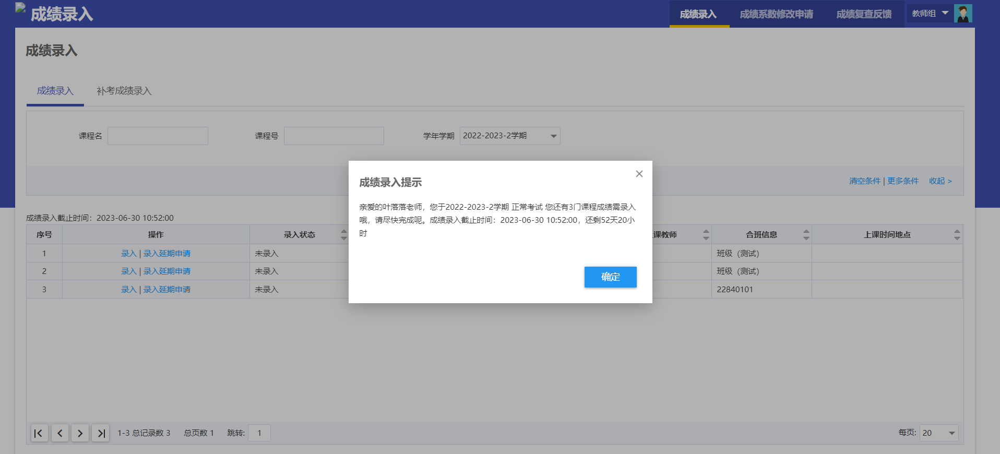 成绩录入
成绩录入 成绩系数修改申请 成绩复查反馈 教师组
成绩录入
成绩录入 补考成绩录入
课程名 课程号 学年学期 2022-2023-2学期
清空条件 | 更多条件 收起 >
成绩录入提示
亲爱的叶落落老师，您于2022-2023-2学期 正常考试 您还有3门课程成绩需录入
哦，请尽快完成呢。成绩录入截止时间：2023-06-30 10:52:00，还剩52天20小
时
确定
成绩录入截止时间：2023-06-30 10:52:00
序号 操作 录入状态 课教师 合班信息 上课时间地点
1 录入 | 录入延期申请 未录入 班级（测试）
2 录入 | 录入延期申请 未录入 班级（测试）
3 录入 | 录入延期申请 未录入 22840101
1-3 总记录数 3 总页数 1 跳转: 1 每页: 20